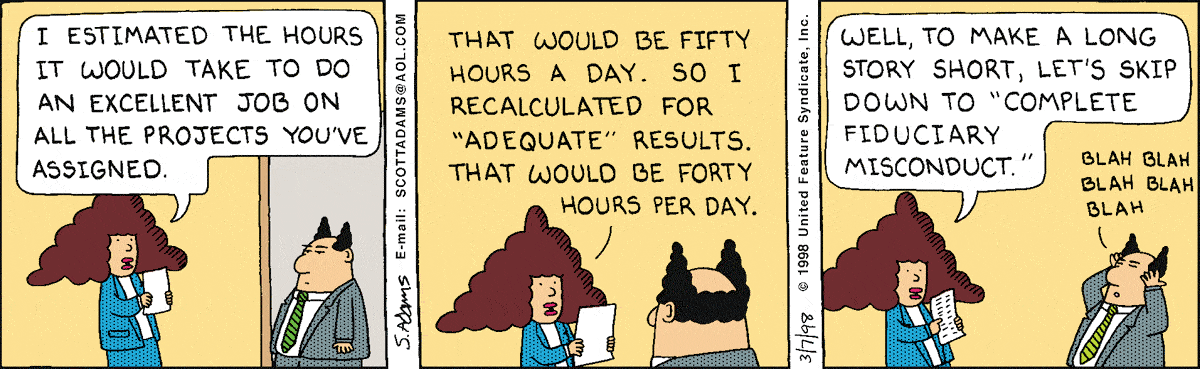 I ESTIMATED THE HOURS
IT WOULD TAKE TO DO
AN EXCELLENT JOB ON
ALL THE PROJECTS YOU'VE
ASSIGNED.
S.Adams E-mail: SCOTTADAMS@AOL.COM
THAT WOULD BE FIFTY
HOURS A DAY. SO I
RECALCULATED FOR
"ADEQUATE" RESULTS.
THAT WOULD BE FORTY
HOURS PER DAY.
3/7/98 © 1998 United Feature Syndicate, Inc.
WELL, TO MAKE A LONG
STORY SHORT, LET'S SKIP
DOWN TO "COMPLETE
FIDUCIARY
MISCONDUCT."
BLAH BLAH
BLAH BLAH
BLAH